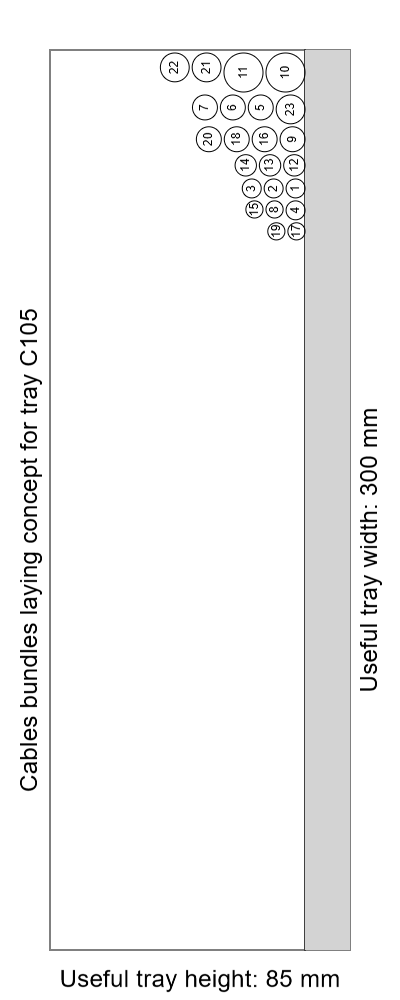 22 21 11 10
7 6 5 23
20 18 16 9
14 13 12
3 2 1
15 8 4
19 17
Cables bundles laying concept for tray C105
Useful tray width: 300 mm
Useful tray height: 85 mm